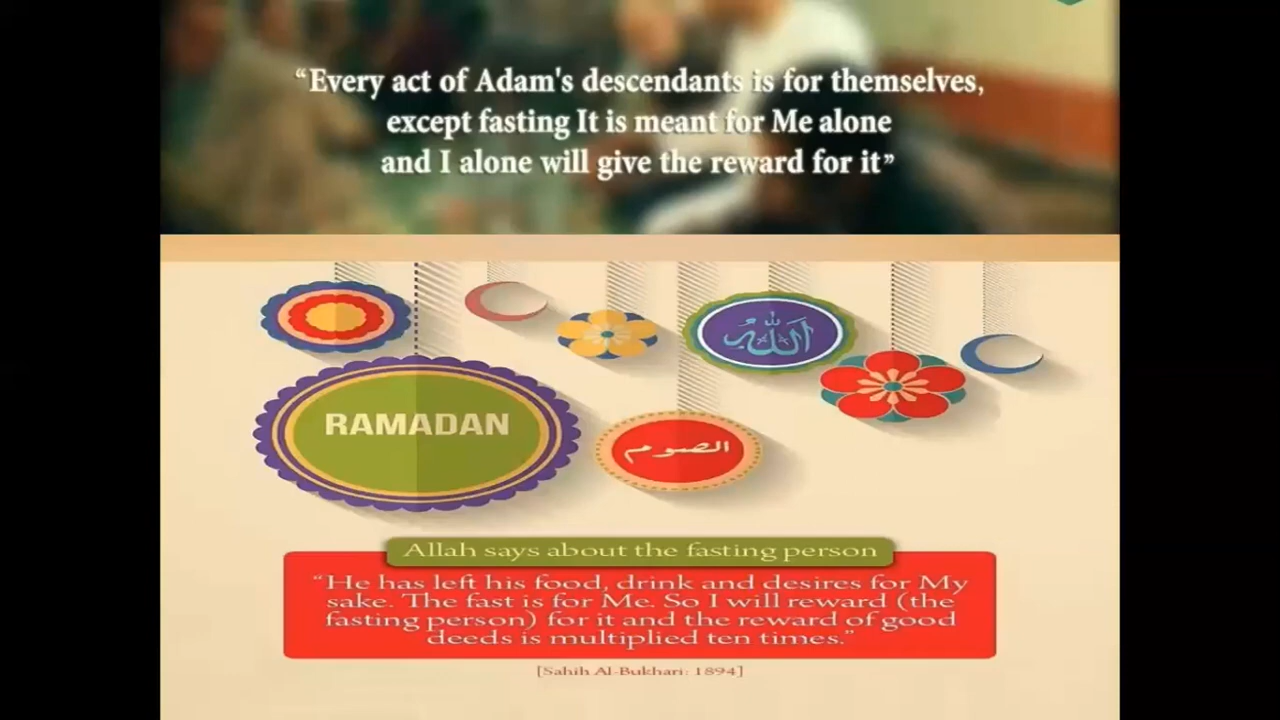 “Every act of Adam's descendants is for themselves,
except fasting It is meant for Me alone
and I alone will give the reward for it”
الله
RAMADAN
الصوم
Allah says about the fasting person
“He has left his food, drink and desires for My
sake. The fast is for Me. So I will reward (the
fasting person) for it and the reward of good
deeds is multiplied ten times.”
[Sahih Al-Bukhari: 1894]